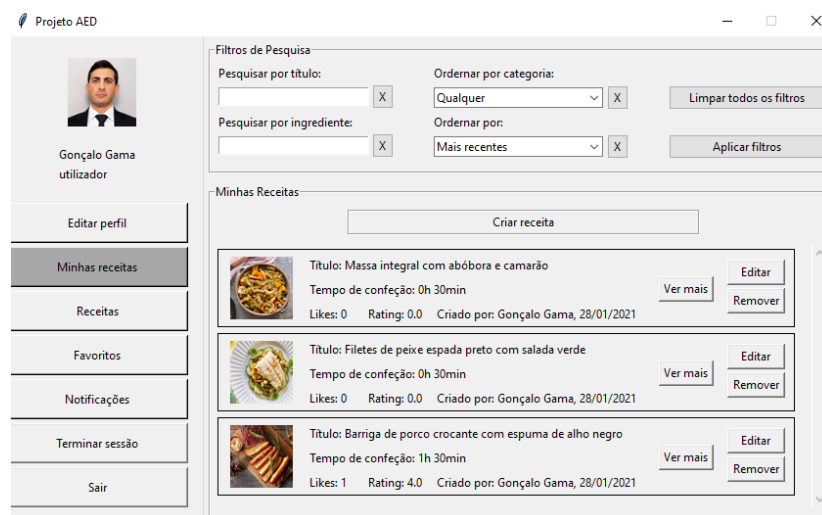 Projeto AED
Gonçalo Gama
utilizador
Editar perfil
Minhas receitas
Receitas
Favoritos
Notificações
Terminar sessão
Sair
Filtros de Pesquisa
Pesquisar por título:
X
Pesquisar por ingrediente:
X
Ordernar por categoria:
Qualquer
X
Ordernar por:
Mais recentes
X
Limpar todos os filtros
Aplicar filtros
Minhas Receitas
Criar receita
Título: Massa integral com abóbora e camarão
Tempo de confeção: 0h 30min
Likes: 0 Rating: 0.0 Criado por: Gonçalo Gama, 28/01/2021
Ver mais
Editar
Remover
Título: Filetes de peixe espada preto com salada verde
Tempo de confeção: 0h 30min
Likes: 0 Rating: 0.0 Criado por: Gonçalo Gama, 28/01/2021
Ver mais
Editar
Remover
Título: Barriga de porco crocante com espuma de alho negro
Tempo de confeção: 1h 30min
Likes: 1 Rating: 4.0 Criado por: Gonçalo Gama, 28/01/2021
Ver mais
Editar
Remover